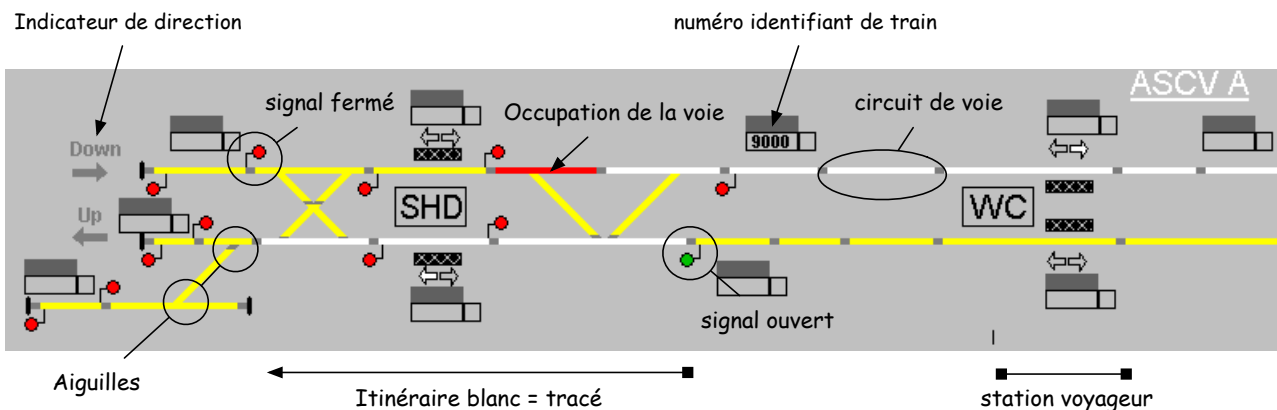 Indicateur de direction
numéro identifiant de train
signal fermé
Occupation de la voie
circuit de voie
ASCV A
Down
9000
SHD
WC
Up
signal ouvert
Aiguilles
Itinéraire blanc = tracé
station voyageur